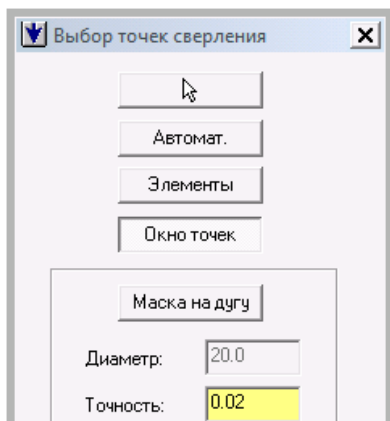 Выбор точек сверления
Автомат.
Элементы
Окно точек
Маска на дугу
Диаметр: 20.0
Точность: 0.02